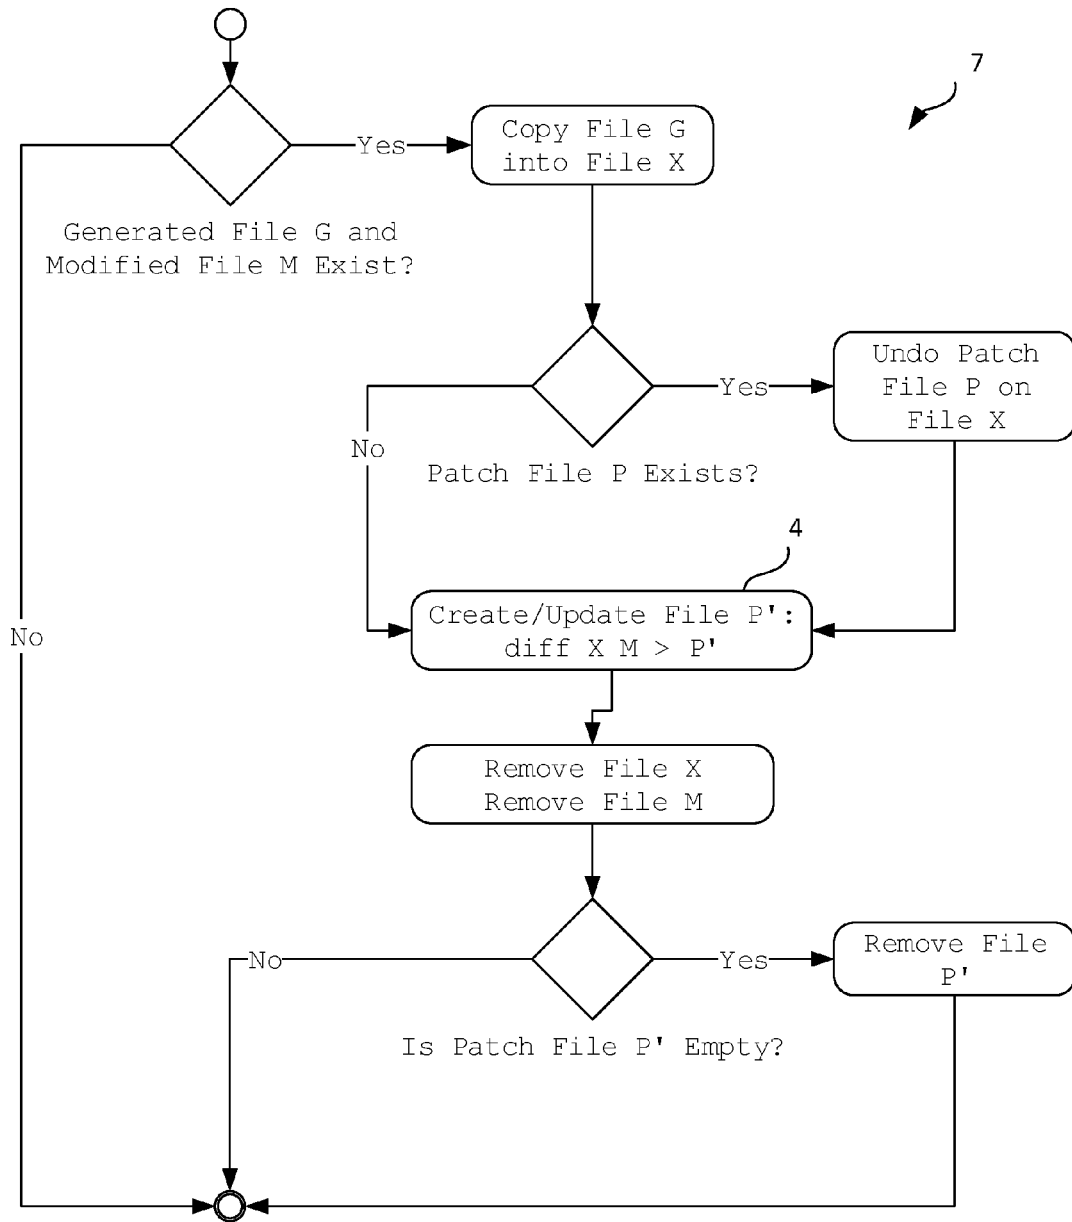 7
Yes
Copy File G
into File X
Generated File G and
Modified File M Exist?
Yes
Undo Patch
File P on
File X
No
Patch File P Exists?
4
Create/Update File P':
diff X M > P'
No
Remove File X
Remove File M
No
Yes
Remove File
P'
Is Patch File P' Empty?